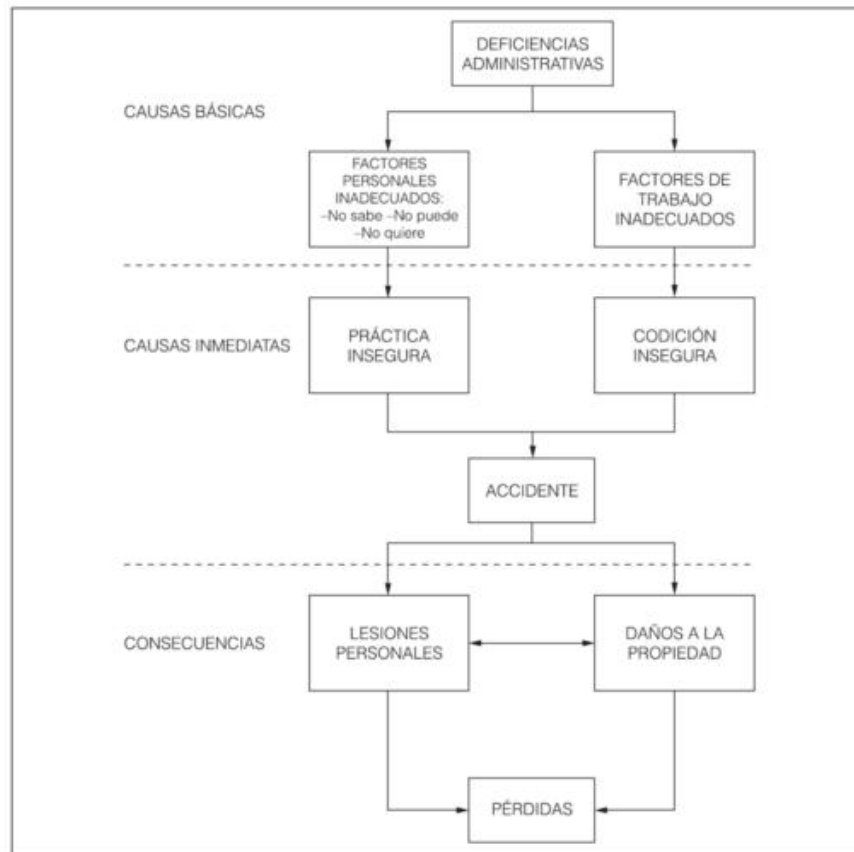 DEFICIENCIAS
ADMINISTRATIVAS
CAUSAS BÁSICAS
FACTORES
PERSONALES
INADECUADOS:
–No sabe –No puede
–No quiere
FACTORES DE
TRABAJO
INADECUADOS
CAUSAS INMEDIATAS
PRÁCTICA
INSEGURA
CODICIÓN
INSEGURA
ACCIDENTE
CONSECUENCIAS
LESIONES
PERSONALES
DAÑOS A LA
PROPIEDAD
PÉRDIDAS